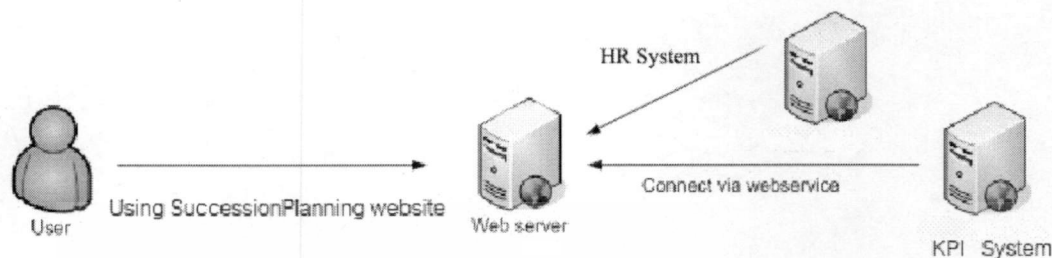 HR System
Using SuccessionPlanning website
Connect via webservice
User
Web server
KPI System